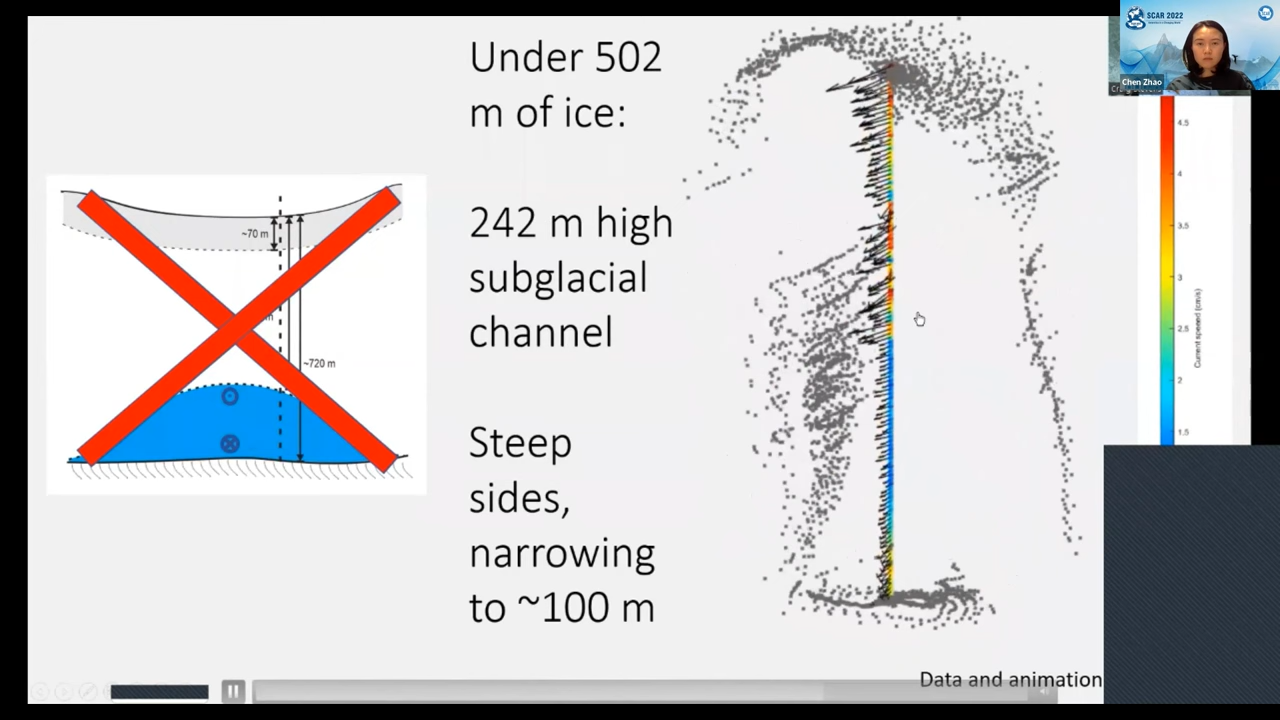 Under 502
m of ice:
242 m high
subglacial
channel
Steep
sides,
narrowing
to ~100 m
~70 m
m
~720 m
SCAR 2022
Chen Zhao
4.5
4
3.5
3
2.5
2
1.5
Current speed (cm/s)
Data and animation